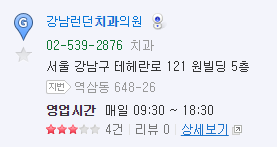 G 강남런던치과의원
02-539-2876 치과
서울 강남구 테헤란로 121 원빌딩 5층
지번 역삼동 648-26
영업시간 매일 09:30 ~ 18:30
4건 | 리뷰 0 | 상세보기